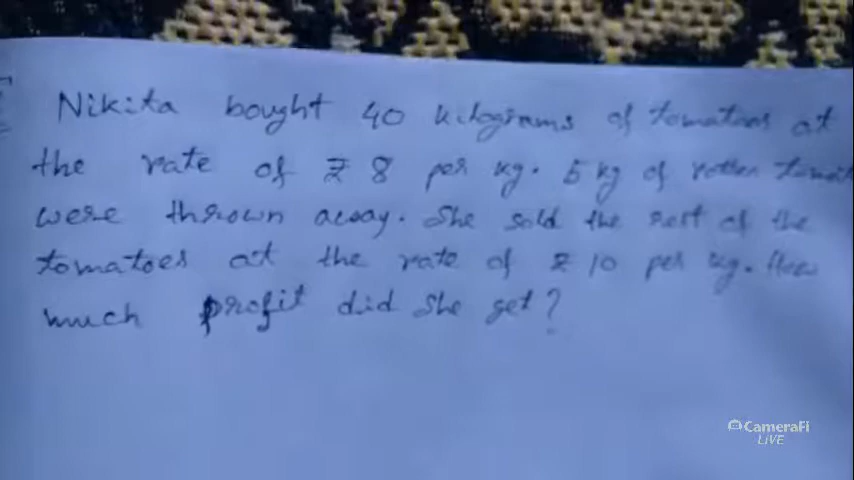 Nikita bought 40 kilograms of tomatoes at
the rate of ₹ 8 per kg. 5 kg of rotten
were thrown away. She sold the rest of the
tomatoes at the rate of ₹ 10 per kg. How
much profit did she get?
CameraFi
LIVE